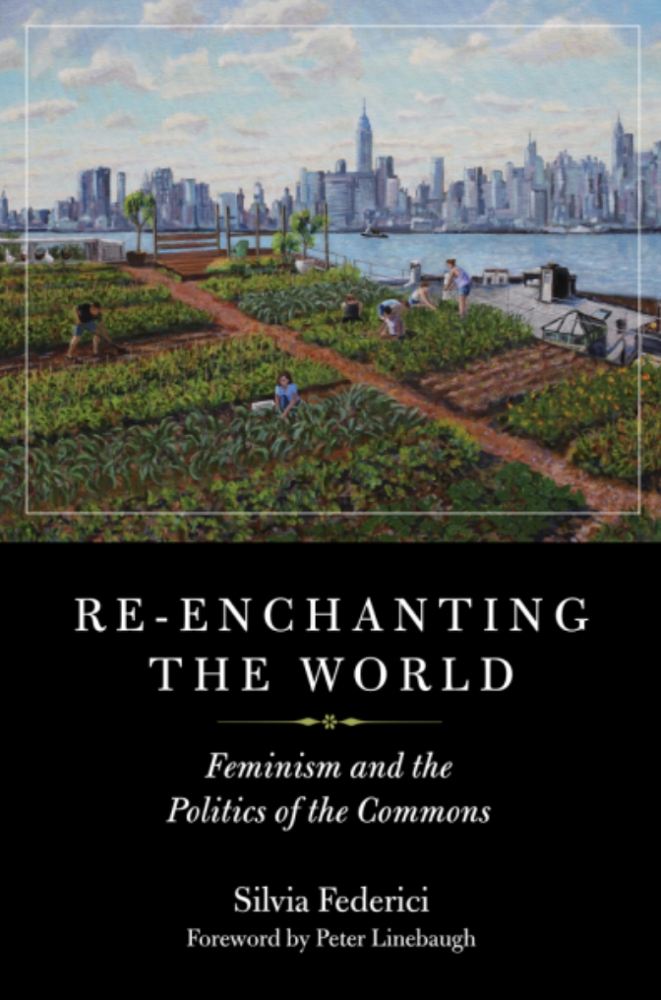 RE-ENCHANTING
THE WORLD
Feminism and the
Politics of the Commons
Silvia Federici
Foreword by Peter Linebaugh